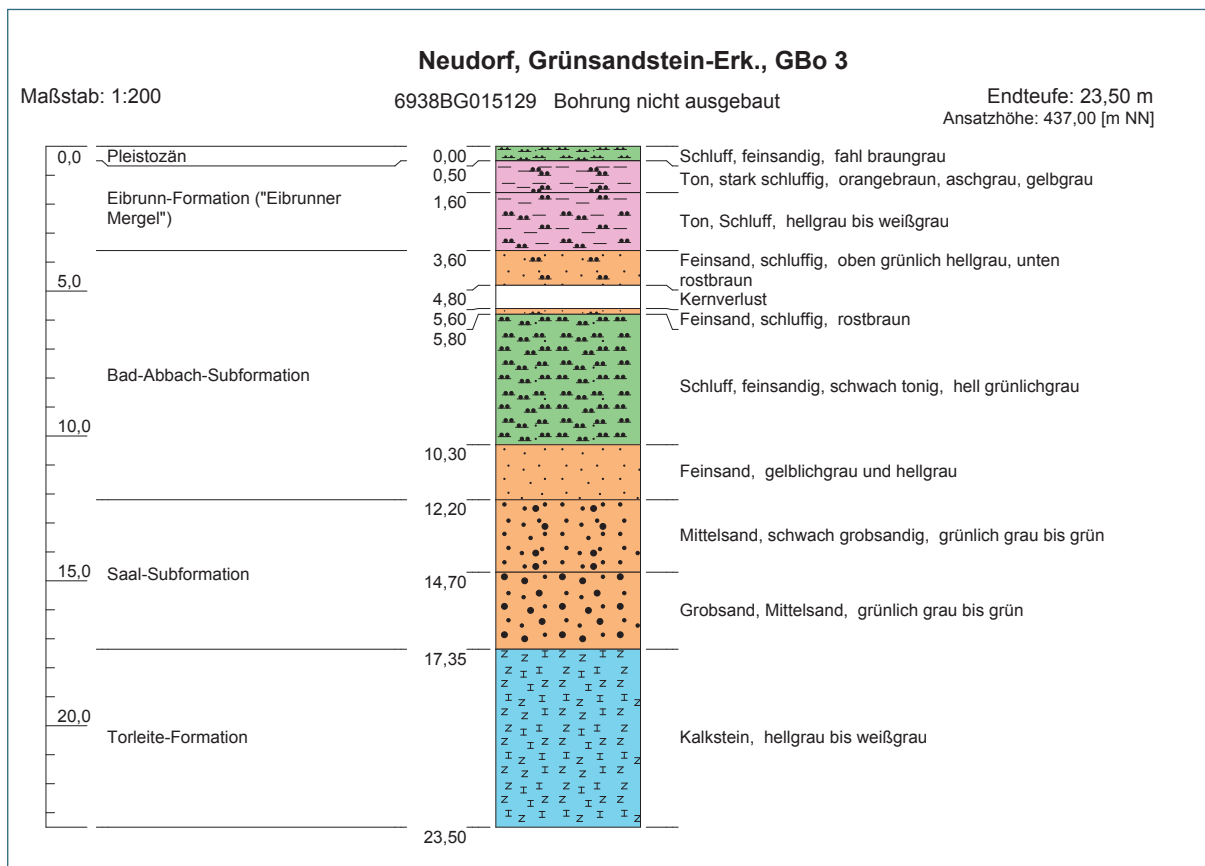 Neudorf, Grünsandstein-Erk., GBo 3
Maßstab: 1:200
6938BG015129 Bohrung nicht ausgebaut
Endteufe: 23,50 m
Ansatzhöhe: 437,00 [m NN]
0,0
5,0
10,0
15,0
20,0
Pleistozän
Eibrunn-Formation ("Eibrunner
Mergel")
Bad-Abbach-Subformation
Saal-Subformation
Torleite-Formation
0,00
0,50
1,60
3,60
4,80
5,60
5,80
10,30
12,20
14,70
17,35
23,50
Schluff, feinsandig, fahl braungrau
Ton, stark schluffig, orangebraun, aschgrau, gelbgrau
Ton, Schluff, hellgrau bis weißgrau
Feinsand, schluffig, oben grünlich hellgrau, unten
rostbraun
Kernverlust
Feinsand, schluffig, rostbraun
Schluff, feinsandig, schwach tonig, hell grünlichgrau
Feinsand, gelblichgrau und hellgrau
Mittelsand, schwach grobsandig, grünlich grau bis grün
Grobsand, Mittelsand, grünlich grau bis grün
Kalkstein, hellgrau bis weißgrau